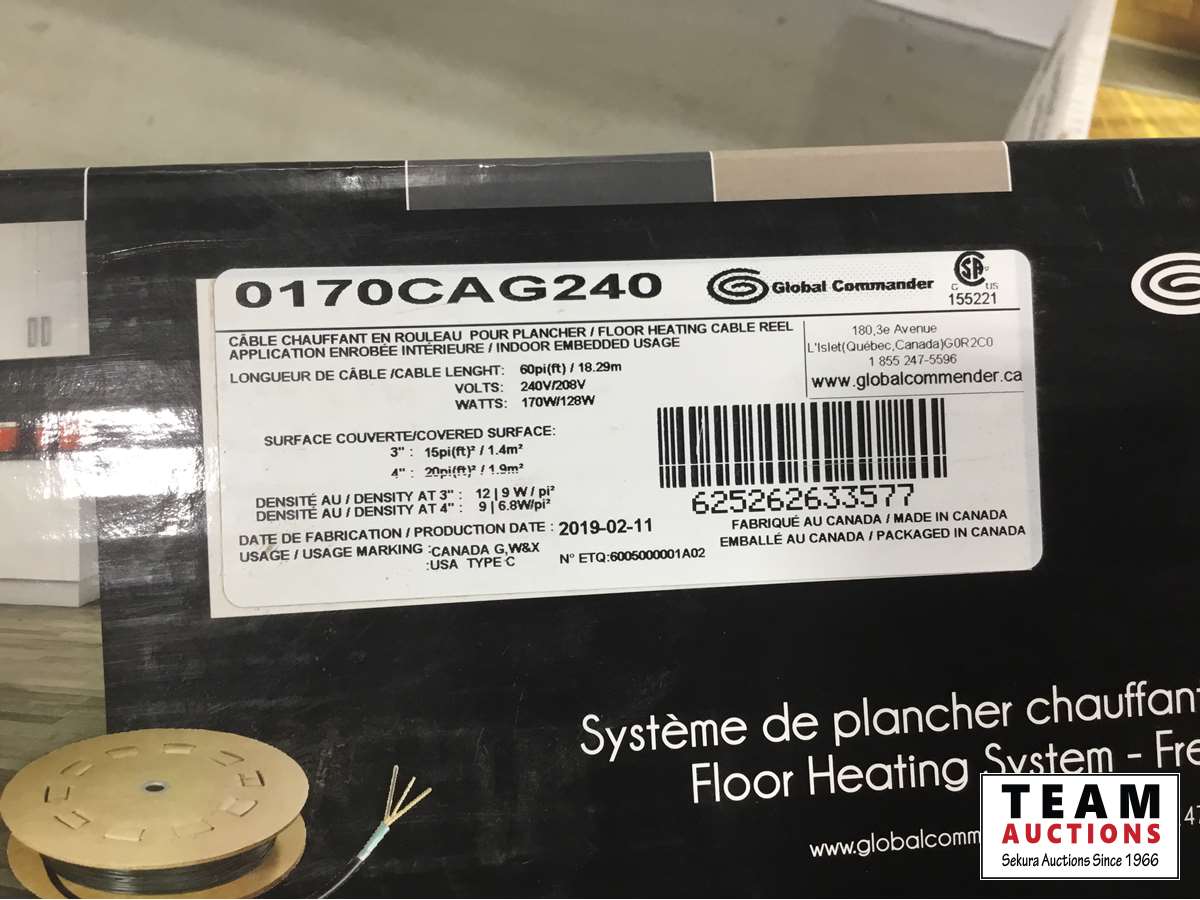 0170CAG240
Global Commander
SA
C US
155221
CÂBLE CHAUFFANT EN ROULEAU POUR PLANCHER / FLOOR HEATING CABLE REEL
APPLICATION ENROBÉE INTÉRIEURE / INDOOR EMBEDDED USAGE
180,3e Avenue
L'Islet(Québec,Canada)G0R2C0
1 855 247-5596
www.globalcommender.ca
LONGUEUR DE CÂBLE /CABLE LENGHT: 60pi(ft) / 18.29m
VOLTS: 240V/208V
WATTS: 170W/128W
SURFACE COUVERTE/COVERED SURFACE:
3" : 15pi(ft)² / 1.4m²
4" : 20pi(ft)² / 1.9m²
DENSITÉ AU / DENSITY AT 3" : 12 | 9 W / pi²
DENSITÉ AU / DENSITY AT 4" : 9 | 6.8W/pi²
625262633577
DATE DE FABRICATION / PRODUCTION DATE : 2019-02-11
USAGE / USAGE MARKING :CANADA G,W&X
:USA TYPE C
N° ETQ:6005000001A02
FABRIQUÉ AU CANADA / MADE IN CANADA
EMBALLÉ AU CANADA / PACKAGED IN CANADA
Système de plancher chauffant
Floor Heating System - Fre
www.globalcomm
47
TEAM
AUCTIONS
Sekura Auctions Since 1966